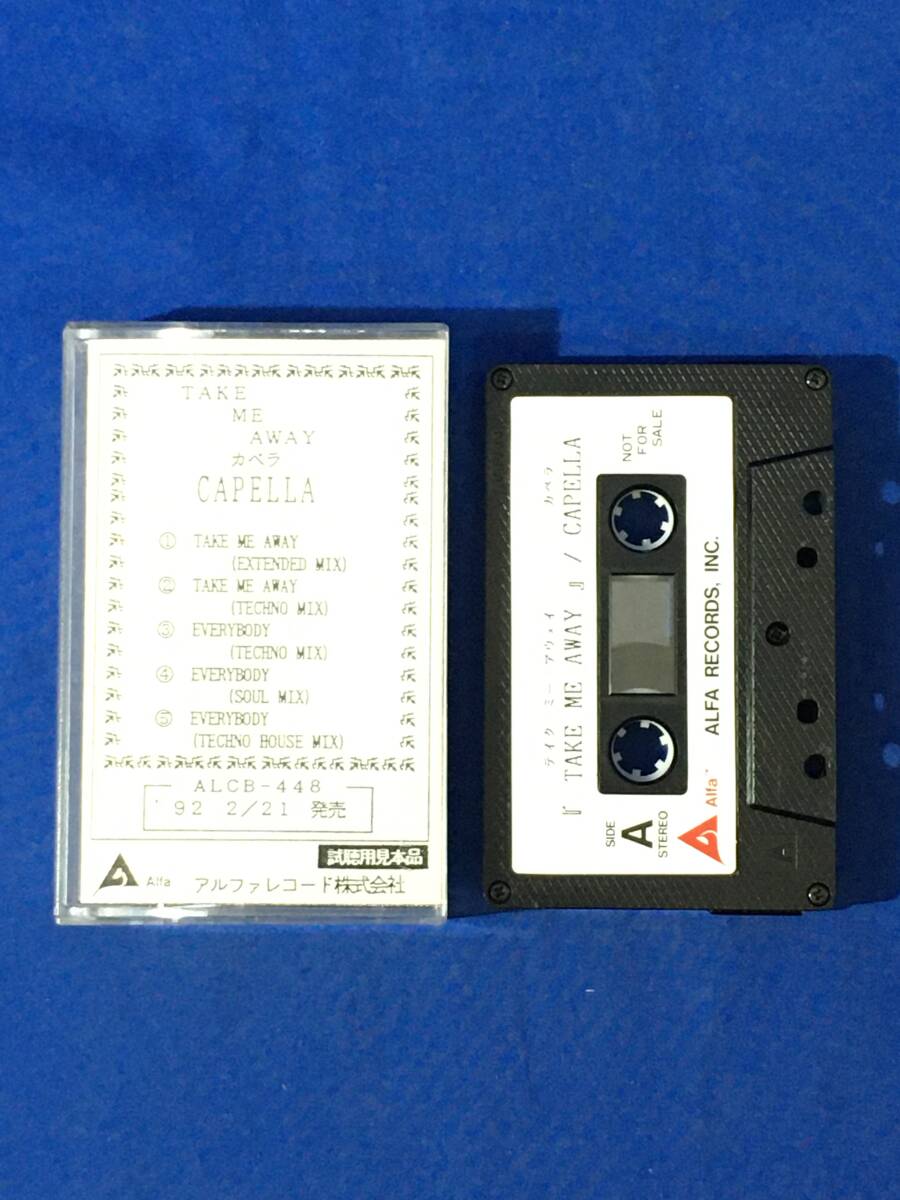 TAKE
ME
AWAY
カペラ
CAPELLA
① TAKE ME AWAY
(EXTENDED MIX)
② TAKE ME AWAY
(TECHNO MIX)
③ EVERYBODY
(TECHNO MIX)
④ EVERYBODY
(SOUL MIX)
⑤ EVERYBODY
(TECHNO HOUSE MIX)
ALCB-448
92 2/21 発売
試聴用見本品
Alfa アルファレコード株式会社
テイク ミー アウェイ カペラ
『 TAKE ME AWAY 』 / CAPELLA
NOT
FOR
SALE
SIDE
A
STEREO
Alfa™ ALFA RECORDS, INC.
A